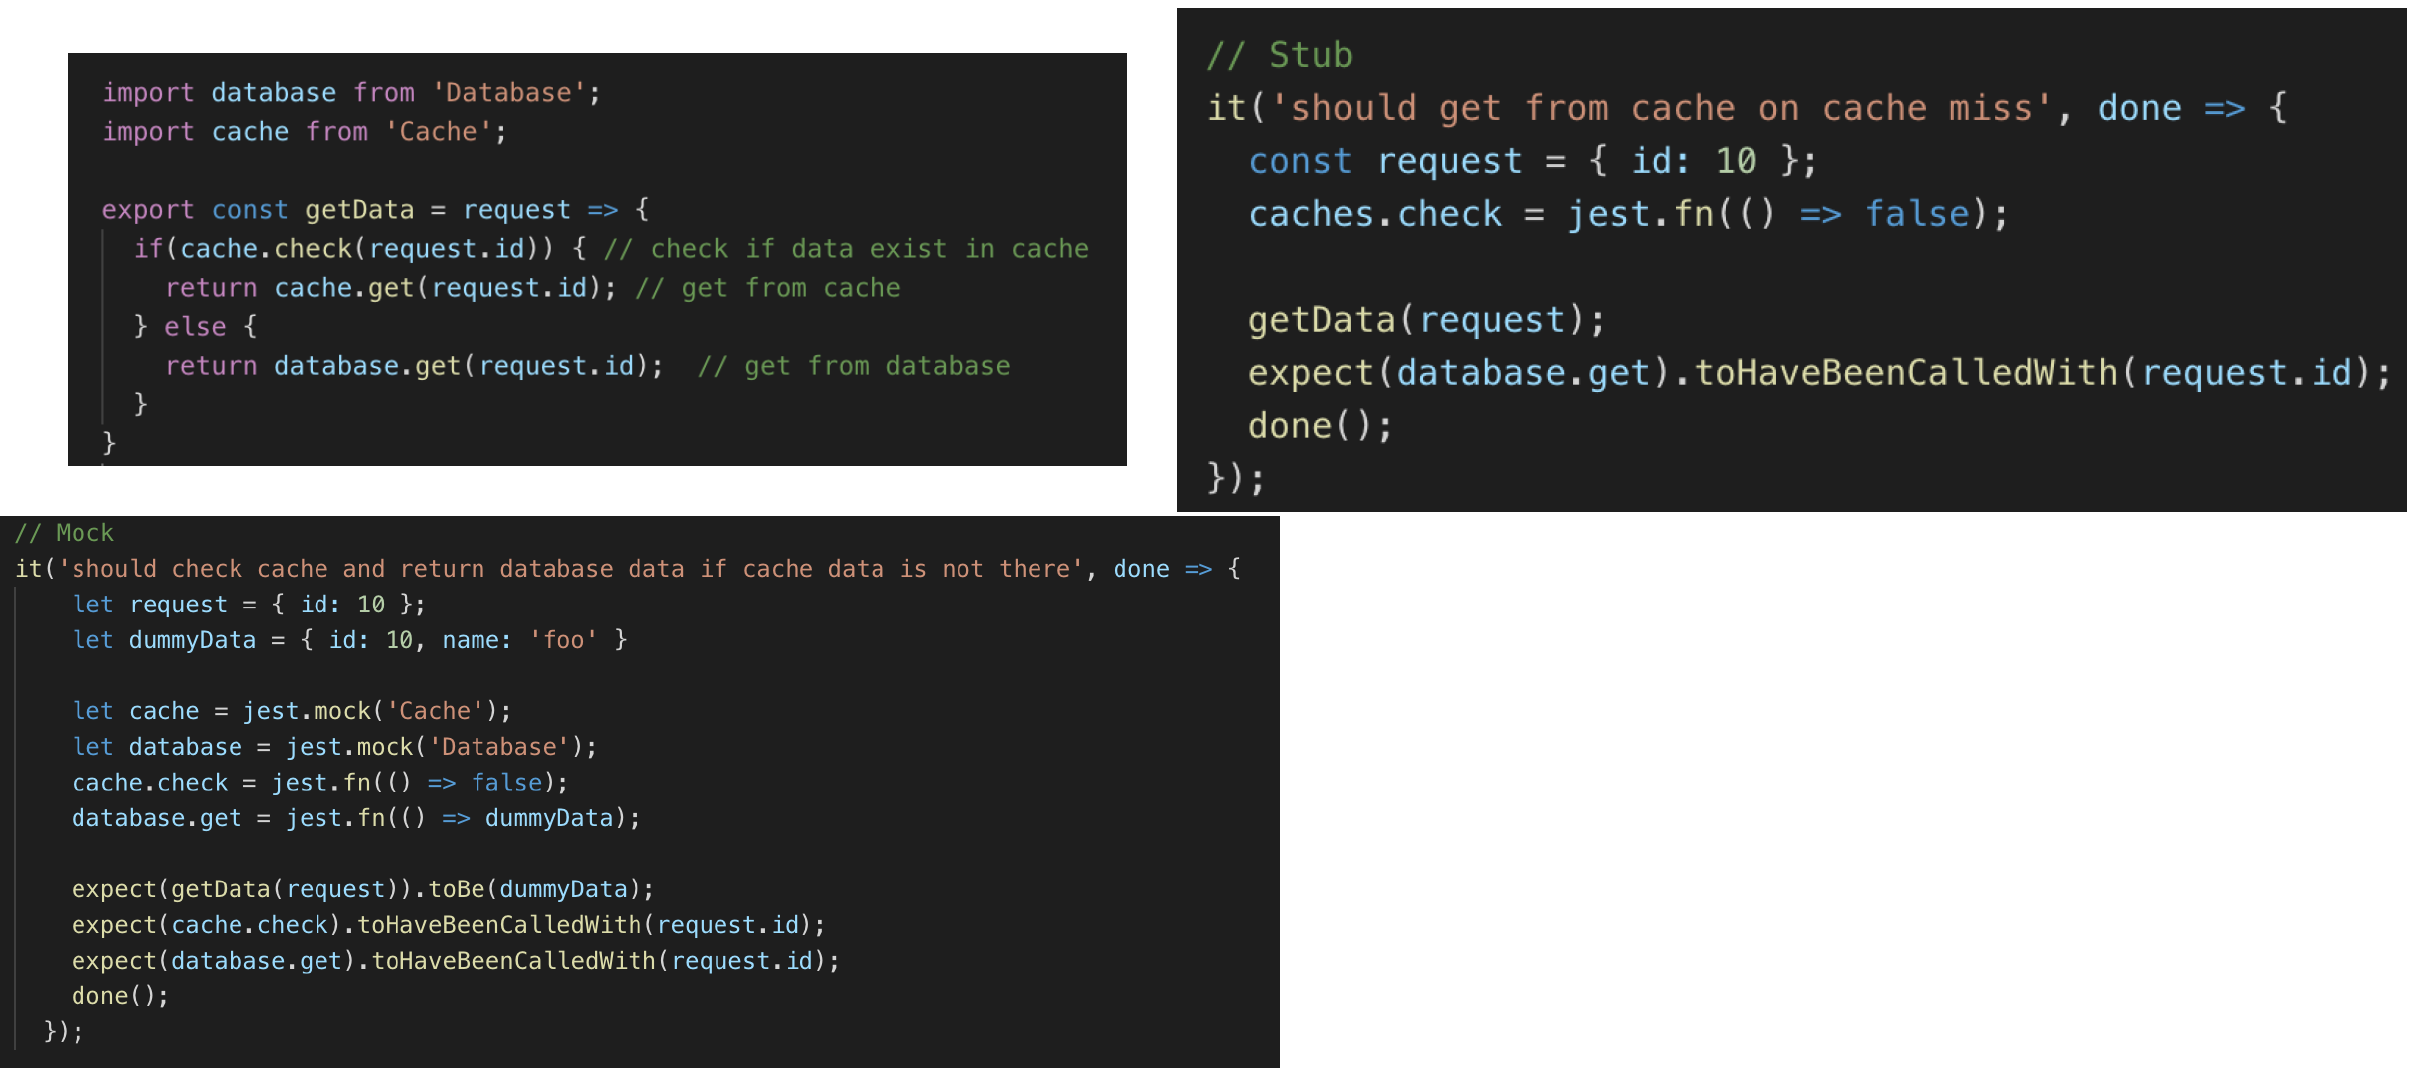 import database from 'Database';
import cache from 'Cache';
export const getData = request => {
if(cache.check(request.id)) { // check if data exist in cache
return cache.get(request.id); // get from cache
} else {
return database.get(request.id);  // get from database
}
}
// Stub
it('should get from cache on cache miss', done => {
const request = { id: 10 };
caches.check = jest.fn(() => false);
getData(request);
expect(database.get).toHaveBeenCalledWith(request.id);
done();
});
// Mock
it('should check cache and return database data if cache data is not there', done => {
let request = { id: 10 };
let dummyData = { id: 10, name: 'foo' }
let cache = jest.mock('Cache');
let database = jest.mock('Database');
cache.check = jest.fn(() => false);
database.get = jest.fn(() => dummyData);
expect(getData(request)).toBe(dummyData);
expect(cache.check).toHaveBeenCalledWith(request.id);
expect(database.get).toHaveBeenCalledWith(request.id);
done();
});